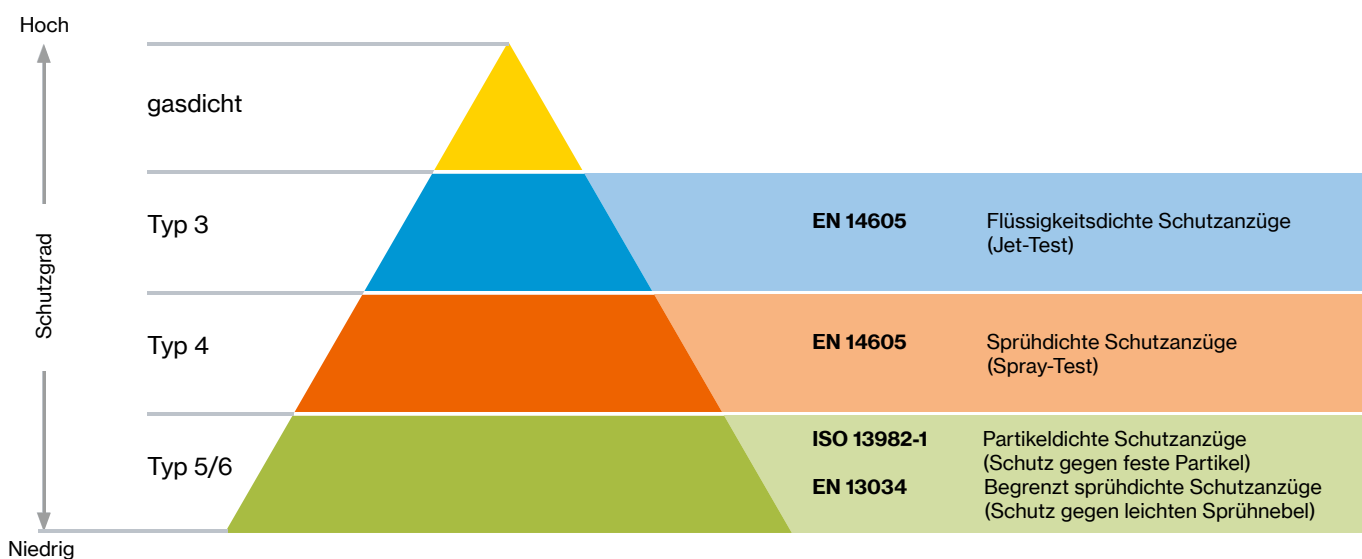 Hoch
gasdicht
Schutzgrad
Typ 3
EN 14605
Flüssigkeitsdichte Schutzanzüge
(Jet-Test)
Typ 4
EN 14605
Sprühdichte Schutzanzüge
(Spray-Test)
Typ 5/6
ISO 13982-1
Partikeldichte Schutzanzüge
(Schutz gegen feste Partikel)
EN 13034
Begrenzt sprühdichte Schutzanzüge
(Schutz gegen leichten Sprühnebel)
Niedrig